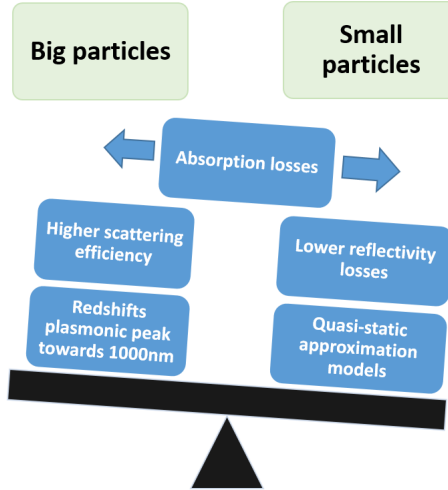 Big particles
Small
particles
Absorption losses
Higher scattering
efficiency
Lower reflectivity
losses
Redshifts
plasmonic peak
towards 1000nm
Quasi-static
approximation
models